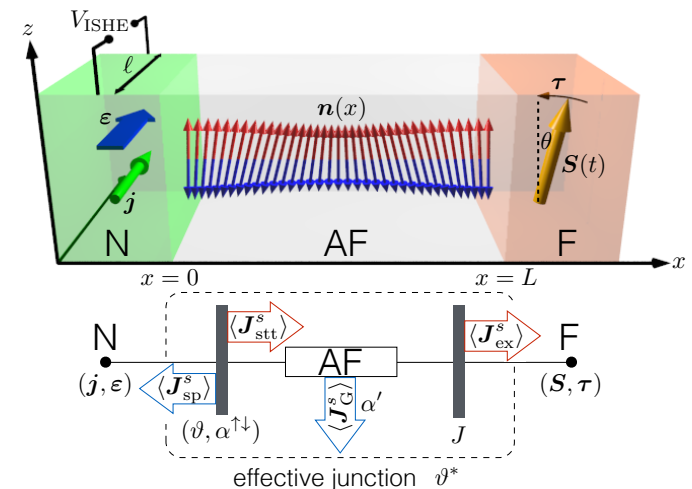 z
V_ISHE
ℓ
ε
j
n(x)
τ
θ
S(t)
N
AF
F
x
x = 0
x = L
N
(j, ε)
⟨J^s_stt⟩
⟨J^s_sp⟩
(ϑ, α^↑↓)
AF
⟨J^s_G⟩
α′
⟨J^s_ex⟩
J
F
(S, τ)
effective junction ϑ*